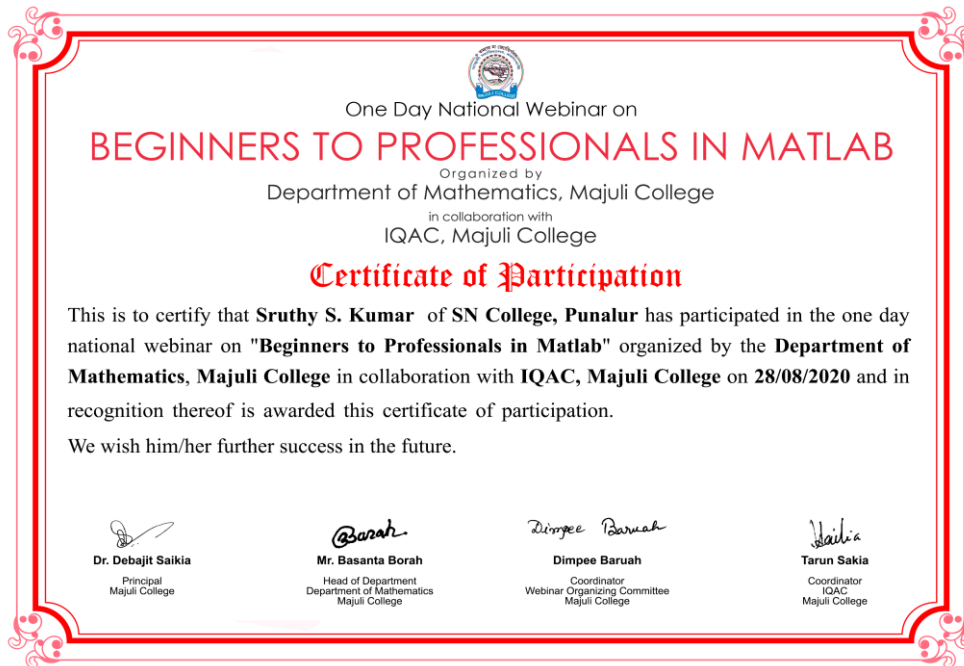 One Day National Webinar on
BEGINNERS TO PROFESSIONALS IN MATLAB
Organized by
Department of Mathematics, Majuli College
in collaboration with
IQAC, Majuli College
Certificate of Participation
This is to certify that Sruthy S. Kumar of SN College, Punalur has participated in the one day
national webinar on "Beginners to Professionals in Matlab" organized by the Department of
Mathematics, Majuli College in collaboration with IQAC, Majuli College on 28/08/2020 and in
recognition thereof is awarded this certificate of participation.
We wish him/her further success in the future.
Barah Dimpee Baruah Saikia
Dr. Debajit Saikia Mr. Basanta Borah Dimpee Baruah Tarun Sakia
Principal Head of Department Coordinator Coordinator
Majuli College Department of Mathematics Webinar Organizing Committee IQAC
Majuli College Majuli College Majuli College